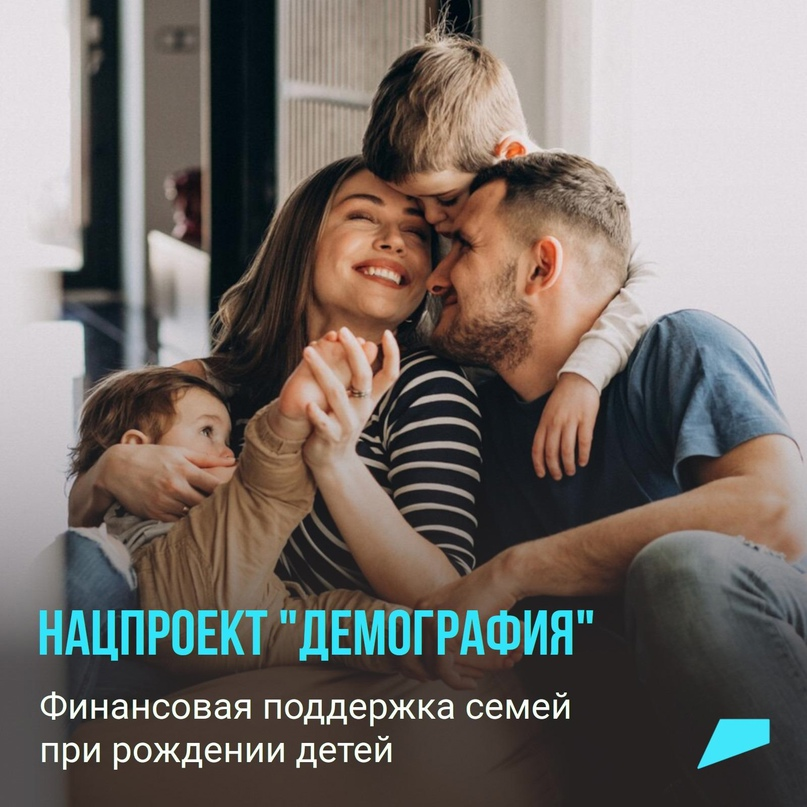 НАЦПРОЕКТ "ДЕМОГРАФИЯ"
Финансовая поддержка семей
при рождении детей